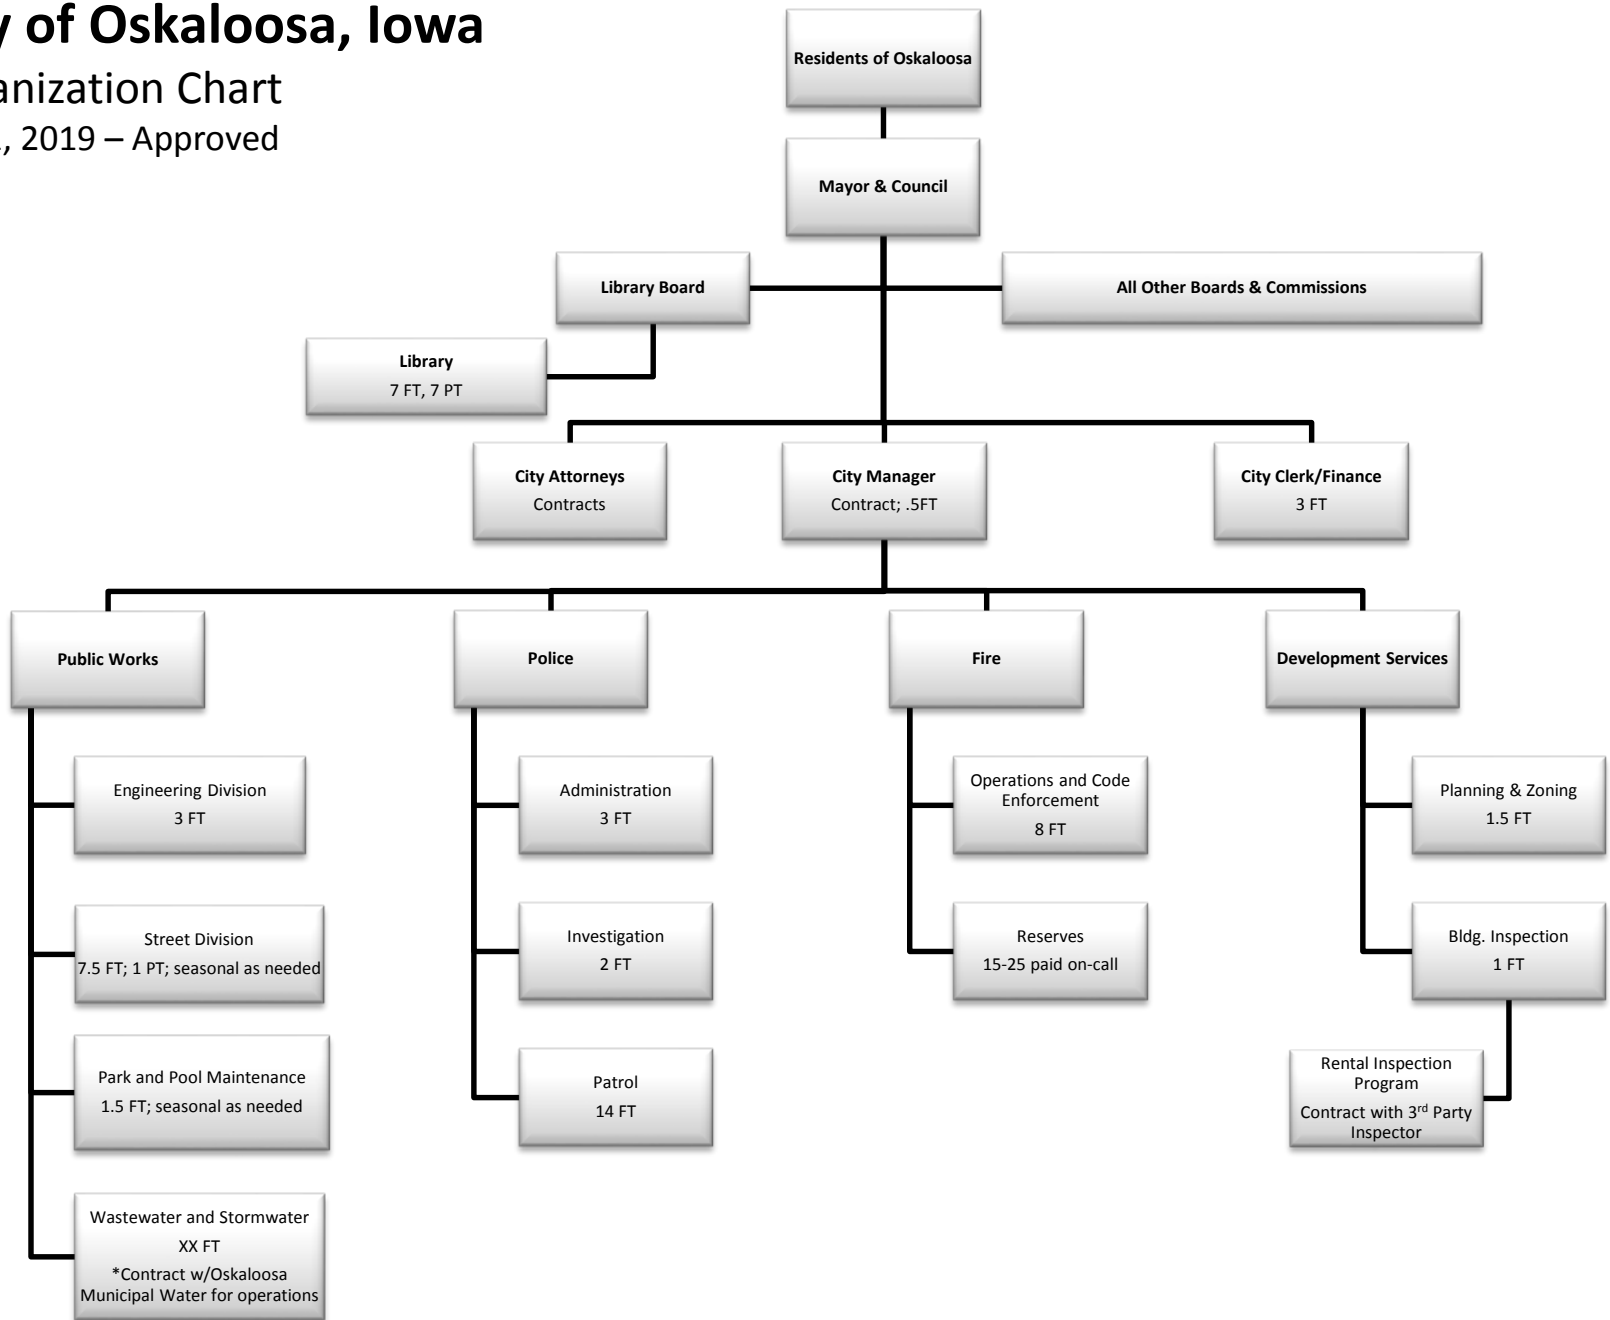 y of Oskaloosa, Iowa
anization Chart
, 2019 – Approved
Residents of Oskaloosa
Mayor & Council
Library Board
All Other Boards & Commissions
Library
7 FT, 7 PT
City Attorneys
Contracts
City Manager
Contract; .5FT
City Clerk/Finance
3 FT
Public Works
Police
Fire
Development Services
Engineering Division
3 FT
Street Division
7.5 FT; 1 PT; seasonal as needed
Park and Pool Maintenance
1.5 FT; seasonal as needed
Wastewater and Stormwater
XX FT
*Contract w/Oskaloosa
Municipal Water for operations
Administration
3 FT
Investigation
2 FT
Patrol
14 FT
Operations and Code
Enforcement
8 FT
Reserves
15-25 paid on-call
Planning & Zoning
1.5 FT
Bldg. Inspection
1 FT
Rental Inspection
Program
Contract with 3rd Party
Inspector